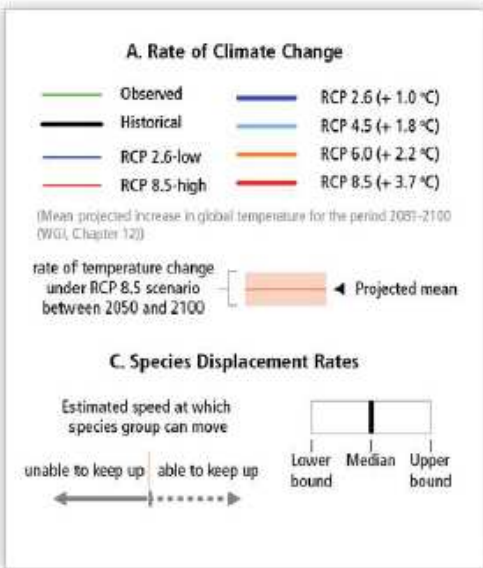 A. Rate of Climate Change
Observed
Historical
RCP 2.6-low
RCP 8.5-high
RCP 2.6 (+ 1.0 ºC)
RCP 4.5 (+ 1.8 ºC)
RCP 6.0 (+ 2.2 ºC)
RCP 8.5 (+ 3.7 ºC)
(Mean projected increase in global temperature for the period 2081-2100
(WGI, Chapter 12))
rate of temperature change
under RCP 8.5 scenario
between 2050 and 2100
Projected mean
C. Species Displacement Rates
Estimated speed at which
species group can move
unable to keep up
able to keep up
Lower
bound
Median
Upper
bound